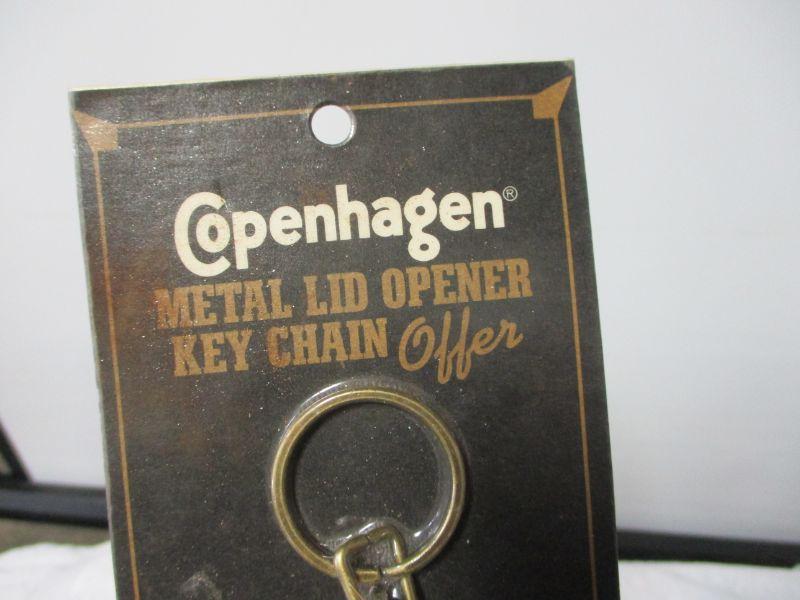 Copenhagen®
METAL LID OPENER
KEY CHAIN Offer